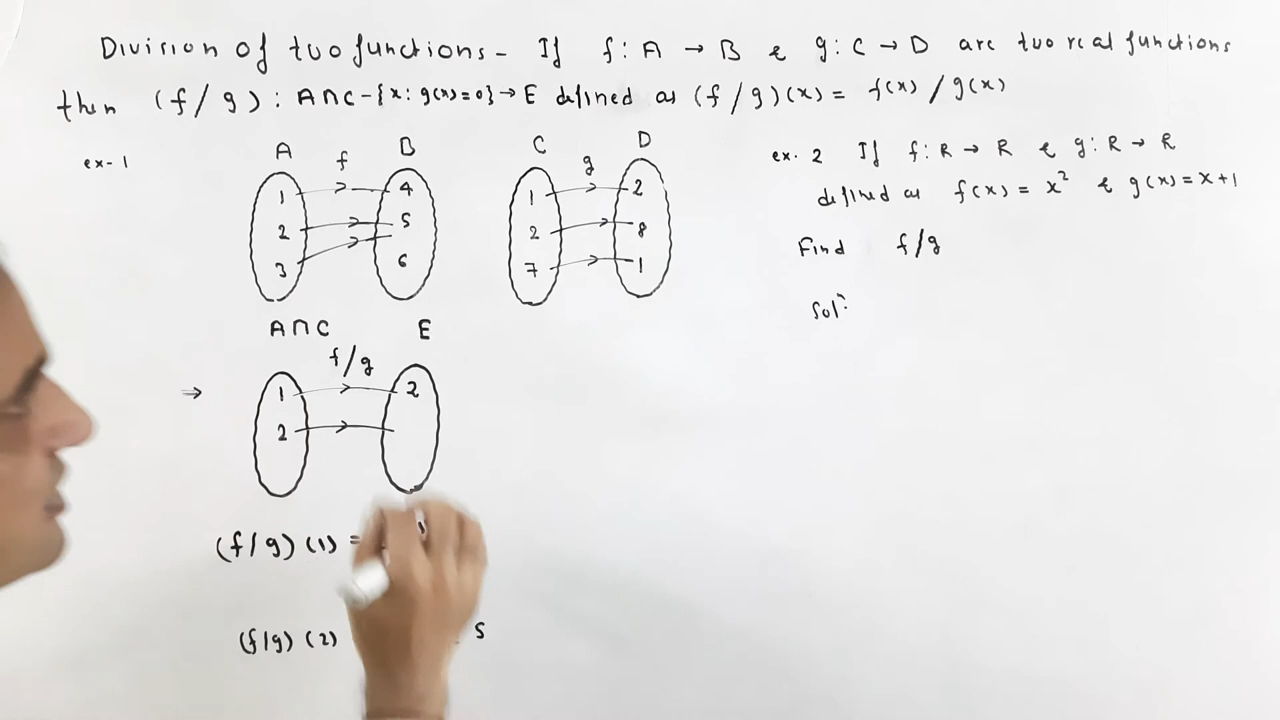 Division of two functions - If f : A → B & g : C → D are two real functions
then (f / g) : A∩C - {x : g(x) = 0} → E defined as (f / g)(x) = f(x) / g(x)
ex-1
A f B
1 4
2 5
3 6
C g D
1 2
2 8
7 1
A∩C f/g E
⇒ 1 2
2
(f / g) (1) =
(f/g) (2) 5
ex. 2 If f : R → R & g : R → R
defined as f(x) = x² & g(x) = x+1
Find f/g
Solⁿ: